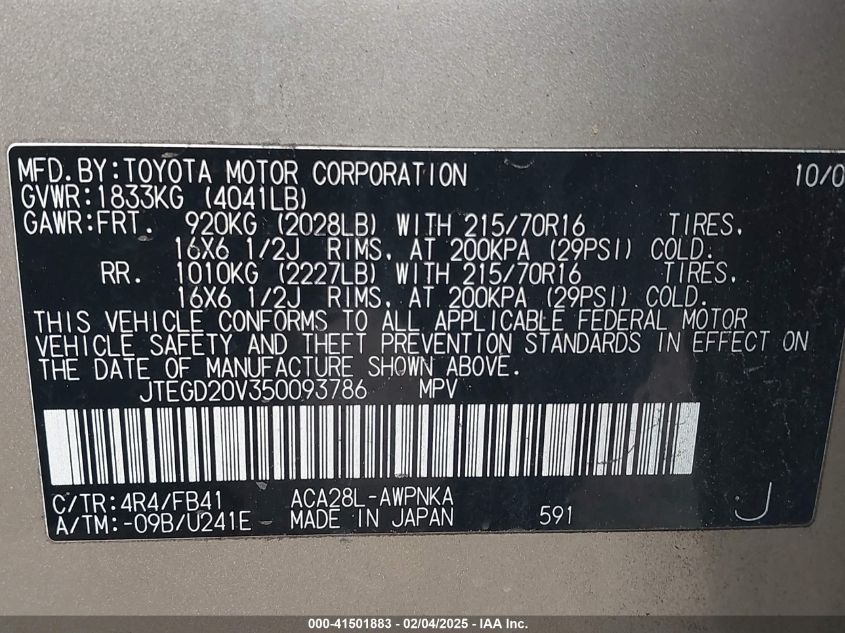 MFD.BY:TOYOTA MOTOR CORPORATION 10/0
GVWR:1833KG (4041LB)
GAWR:FRT. 920KG (2028LB) WITH 215/70R16 TIRES,
16X6 1/2J RIMS, AT 200KPA (29PSI) COLD.
RR. 1010KG (2227LB) WITH 215/70R16 TIRES,
16X6 1/2J RIMS, AT 200KPA (29PSI) COLD.
THIS VEHICLE CONFORMS TO ALL APPLICABLE FEDERAL MOTOR
VEHICLE SAFETY AND THEFT PREVENTION STANDARDS IN EFFECT ON
THE DATE OF MANUFACTURE SHOWN ABOVE.
JTEGD20V350093786 MPV
C/TR:4R4/FB41 ACA28L-AWPNKA
A/TM:-09B/U241E MADE IN JAPAN 591 J
000-41501883 - 02/04/2025 - IAA Inc.